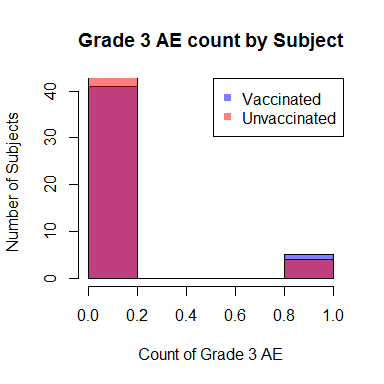 Grade 3 AE count by Subject
Vaccinated
Unvaccinated
Number of Subjects
40
30
20
10
0
0.0 0.2 0.4 0.6 0.8 1.0
Count of Grade 3 AE